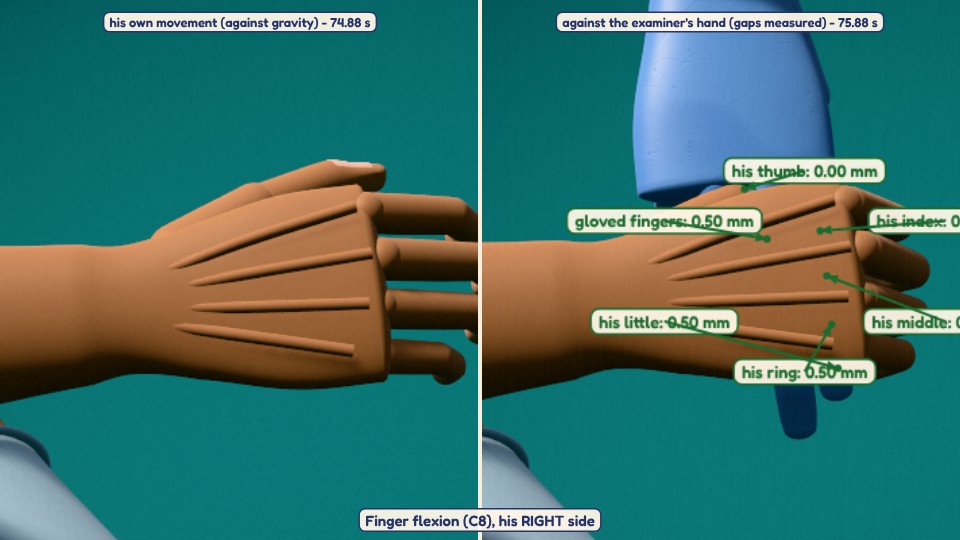 his own movement (against gravity) - 74.88 s
against the examiner's hand (gaps measured) - 75.88 s
his thumb: 0.00 mm
gloved fingers: 0.50 mm
his index: 0
his little: 0.50 mm
his middle: 0
his ring: 0.50 mm
Finger flexion (C8), his RIGHT side